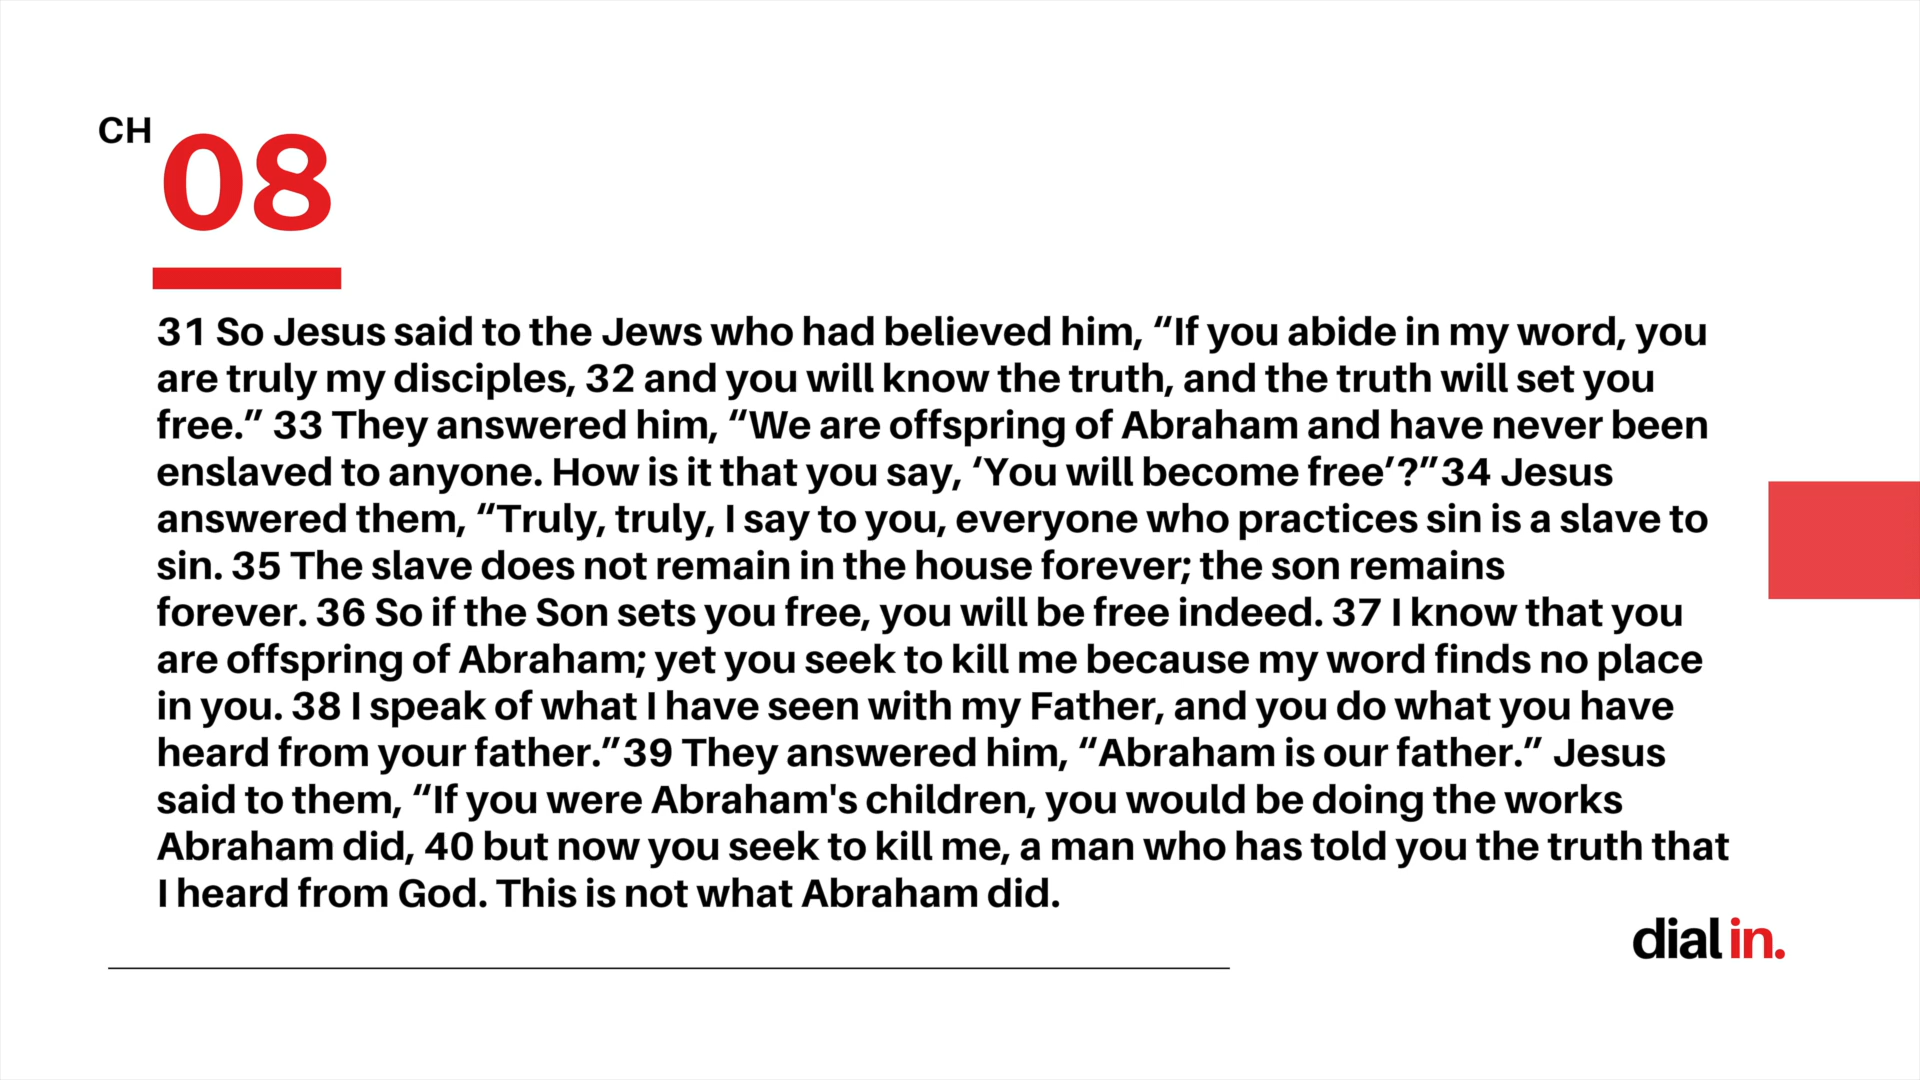 CH
08
31 So Jesus said to the Jews who had believed him, “If you abide in my word, you
are truly my disciples, 32 and you will know the truth, and the truth will set you
free.” 33 They answered him, “We are offspring of Abraham and have never been
enslaved to anyone. How is it that you say, ‘You will become free’?”34 Jesus
answered them, “Truly, truly, I say to you, everyone who practices sin is a slave to
sin. 35 The slave does not remain in the house forever; the son remains
forever. 36 So if the Son sets you free, you will be free indeed. 37 I know that you
are offspring of Abraham; yet you seek to kill me because my word finds no place
in you. 38 I speak of what I have seen with my Father, and you do what you have
heard from your father.”39 They answered him, “Abraham is our father.” Jesus
said to them, “If you were Abraham's children, you would be doing the works
Abraham did, 40 but now you seek to kill me, a man who has told you the truth that
I heard from God. This is not what Abraham did.
dial in.